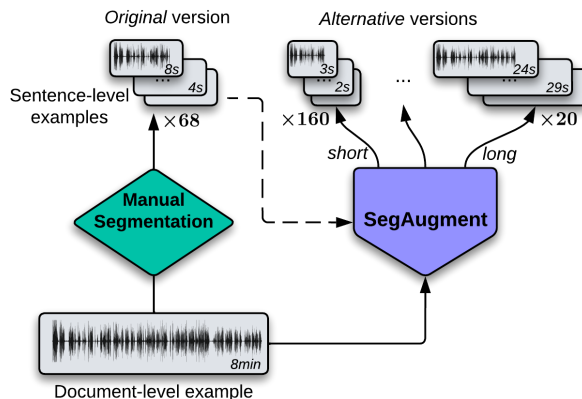 Original version
Alternative versions
8s
...
4s
3s
...
2s
...
24s
...
29s
Sentence-level
examples
×68
×160
×20
short
long
Manual
Segmentation
SegAugment
8min
Document-level example